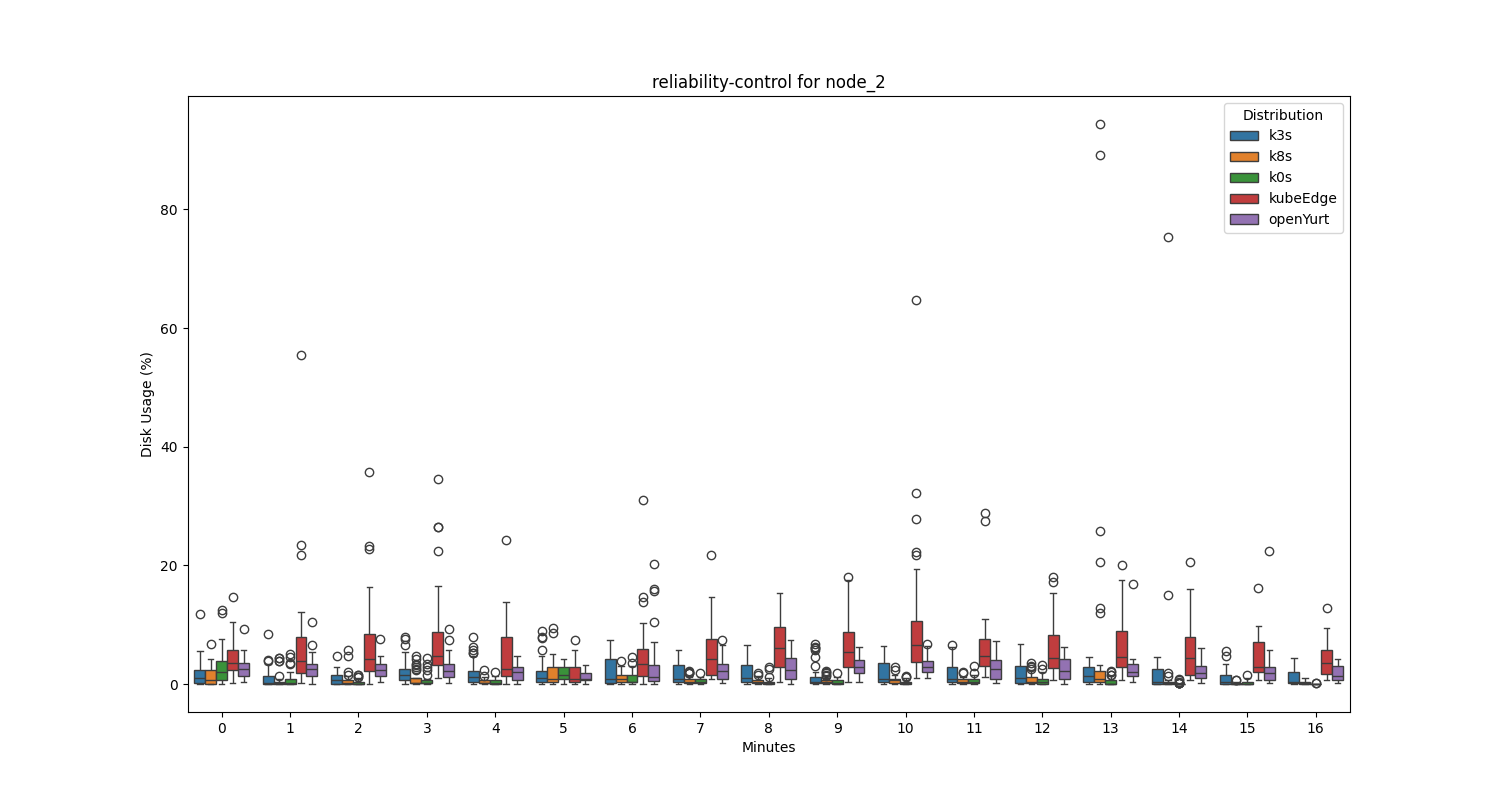 reliability-control for node_2
Distribution
k3s
k8s
k0s
kubeEdge
openYurt
Disk Usage (%)
80
60
40
20
0
0 1 2 3 4 5 6 7 8 9 10 11 12 13 14 15 16
Minutes